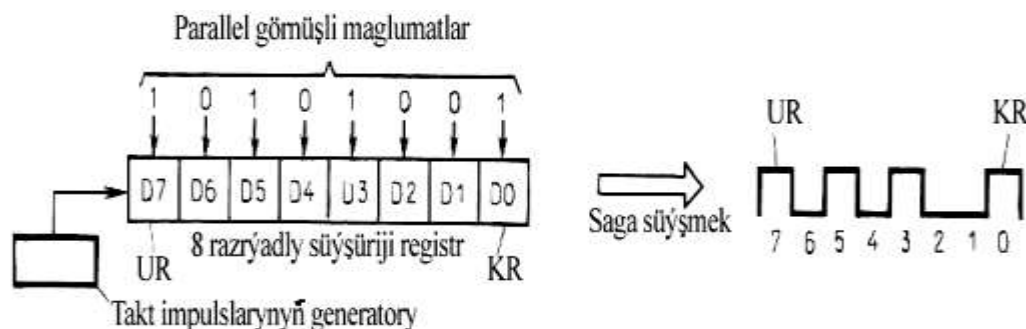 Parallel görnüşli maglumatlar
1 0 1 0 1 0 0 1
UR KR
D7 D6 D5 D4 D3 D2 D1 D0
Saga süýşmek
7 6 5 4 3 2 1 0
8 razrýadly süýşüriji registr
UR KR
Takt impulslarynyň generatory